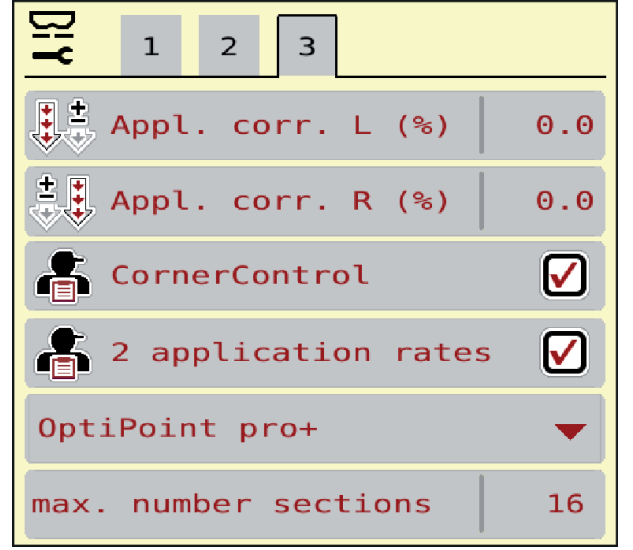 1 2 3
Appl. corr. L (%) 0.0
Appl. corr. R (%) 0.0
CornerControl
2 application rates
OptiPoint pro+
max. number sections 16